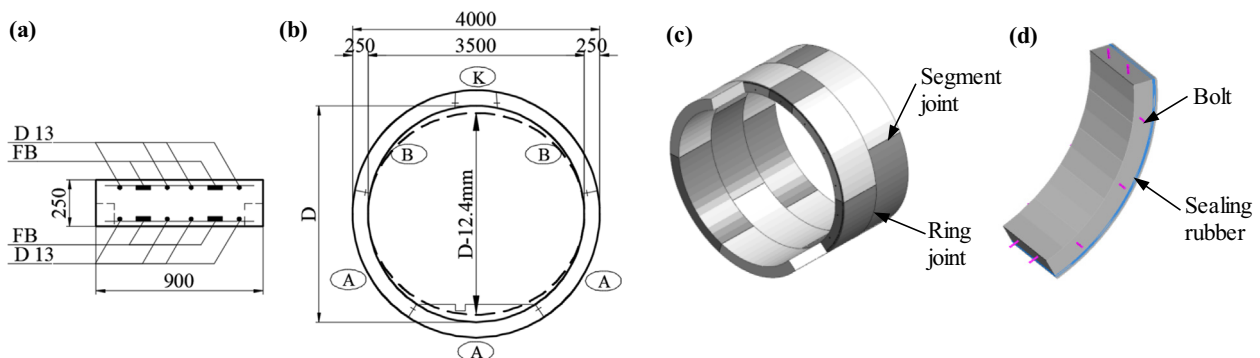 (a)
D 13
FB
250
FB
D 13
900
(b)
4000
250
3500
250
K
B
B
D
D-12.4mm
A
A
A
(c)
Segment
joint
Ring
joint
(d)
Bolt
Sealing
rubber